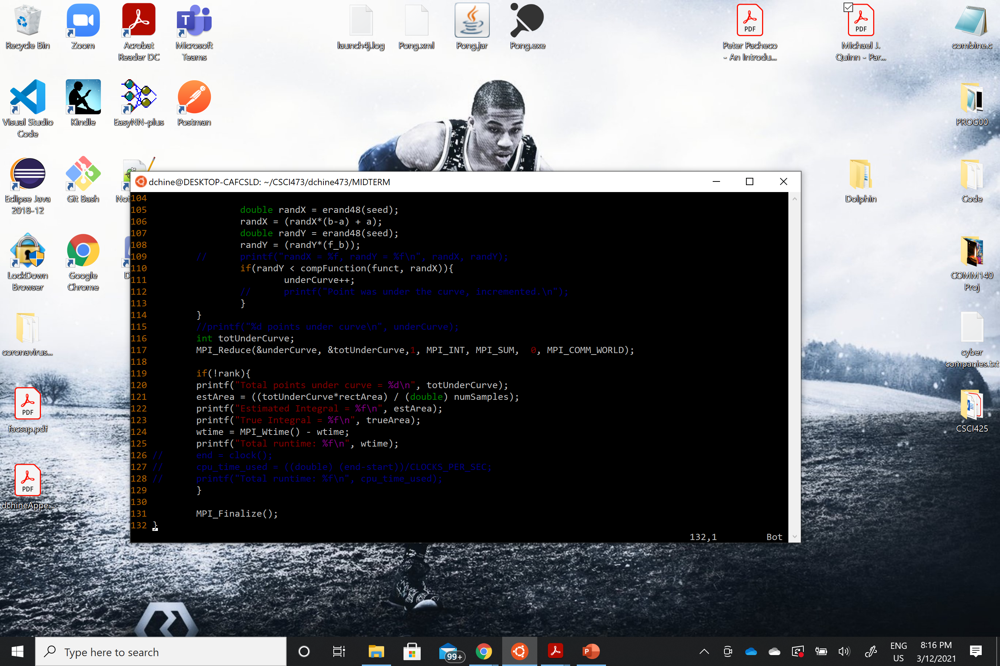 Recycle Bin
Zoom
Acrobat
Reader DC
Microsoft
Teams
launch4j.log
Pong.xml
Pong.jar
Pong.exe
PDF
Peter Pacheco
- An Introdu...
PDF
Michael J.
Quinn - Par...
combine.c
Visual Studio
Code
Kindle
EasyNN-plus
Postman
PROG00
Eclipse Java
2018-12
Git Bash
Not
Dolphin
Code
LockDown
Browser
Google
Chrome
D
COMM140
Proj
coronavirus...
cyber
companies.txt
PDF
facsap.pdf
CSCI425
PDF
dchineAppe...
dchine@DESKTOP-CAFCSLD: ~/CSCI473/dchine473/MIDTERM
104
105 double randX = erand48(seed);
106 randX = (randX*(b-a) + a);
107 double randY = erand48(seed);
108 randY = (randY*(f_b));
109 // printf("randX = %f, randY = %f\n", randX, randY);
110 if(randY < compFunction(funct, randX)){
111 underCurve++;
112 // printf("Point was under the curve, incremented.\n");
113 }
114 }
115 //printf("%d points under curve\n", underCurve);
116 int totUnderCurve;
117 MPI_Reduce(&underCurve, &totUnderCurve,1, MPI_INT, MPI_SUM,  0, MPI_COMM_WORLD);
118
119 if(!rank){
120 printf("Total points under curve = %d\n", totUnderCurve);
121 estArea = ((totUnderCurve*rectArea) / (double) numSamples);
122 printf("Estimated Integral = %f\n", estArea);
123 printf("True Integral = %f\n", trueArea);
124 wtime = MPI_Wtime() - wtime;
125 printf("Total runtime: %f\n", wtime);
126 // end = clock();
127 // cpu_time_used = ((double) (end-start))/CLOCKS_PER_SEC;
128 // printf("Total runtime: %f\n", cpu_time_used);
129 }
130
131 MPI_Finalize();
132 }
132,1 Bot
Type here to search
99+
ENG
US
8:16 PM
3/12/2021